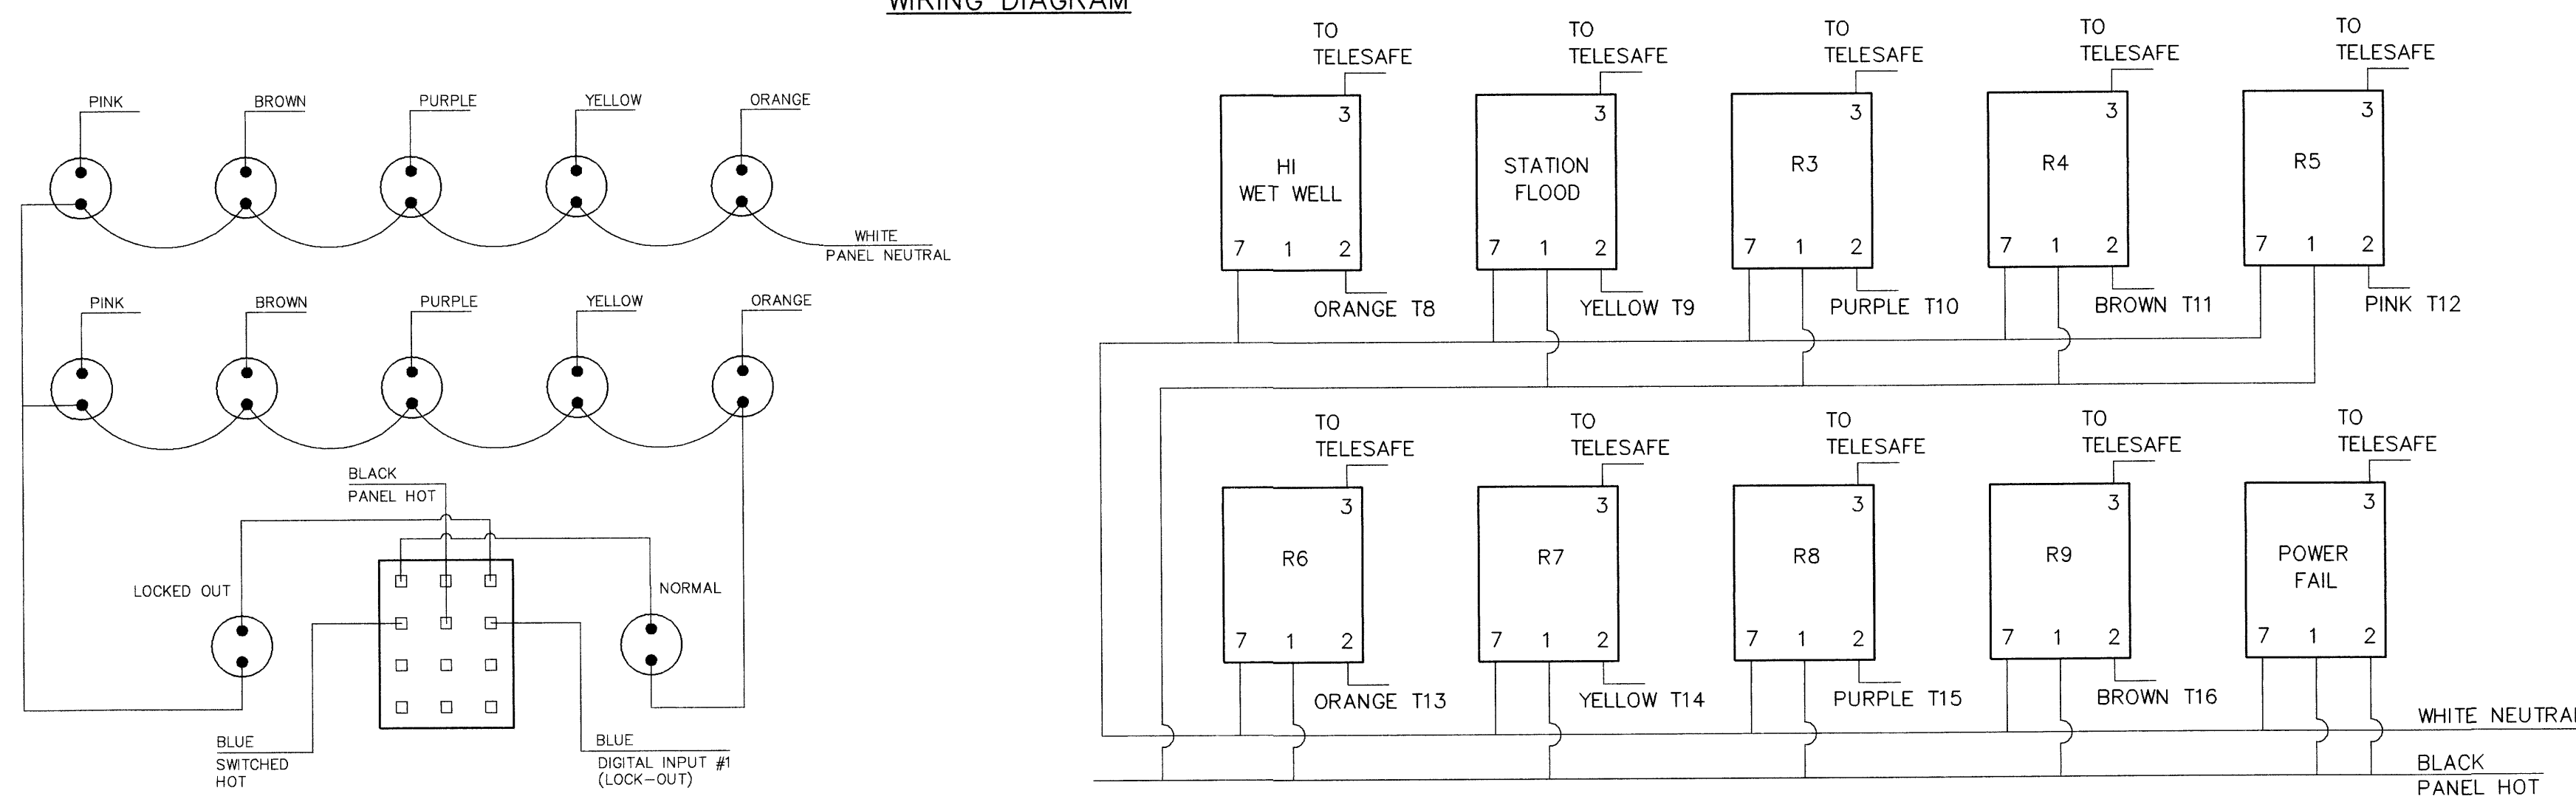 WIRING DIAGRAM
PINK
BROWN
PURPLE
YELLOW
ORANGE
WHITE
PANEL NEUTRAL
PINK
BROWN
PURPLE
YELLOW
ORANGE
BLACK
PANEL HOT
LOCKED OUT
NORMAL
BLUE
SWITCHED
HOT
BLUE
DIGITAL INPUT #1
(LOCK-OUT)
TO
TELESAFE
3
HI
WET WELL
7 1 2
ORANGE T8
TO
TELESAFE
3
STATION
FLOOD
7 1 2
YELLOW T9
TO
TELESAFE
3
R3
7 1 2
PURPLE T10
TO
TELESAFE
3
R4
7 1 2
BROWN T11
TO
TELESAFE
3
R5
7 1 2
PINK T12
TO
TELESAFE
3
R6
7 1 2
ORANGE T13
TO
TELESAFE
3
R7
7 1 2
YELLOW T14
TO
TELESAFE
3
R8
7 1 2
PURPLE T15
TO
TELESAFE
3
R9
7 1 2
BROWN T16
TO
TELESAFE
3
POWER
FAIL
7 1 2
WHITE NEUTRAL
BLACK
PANEL HOT